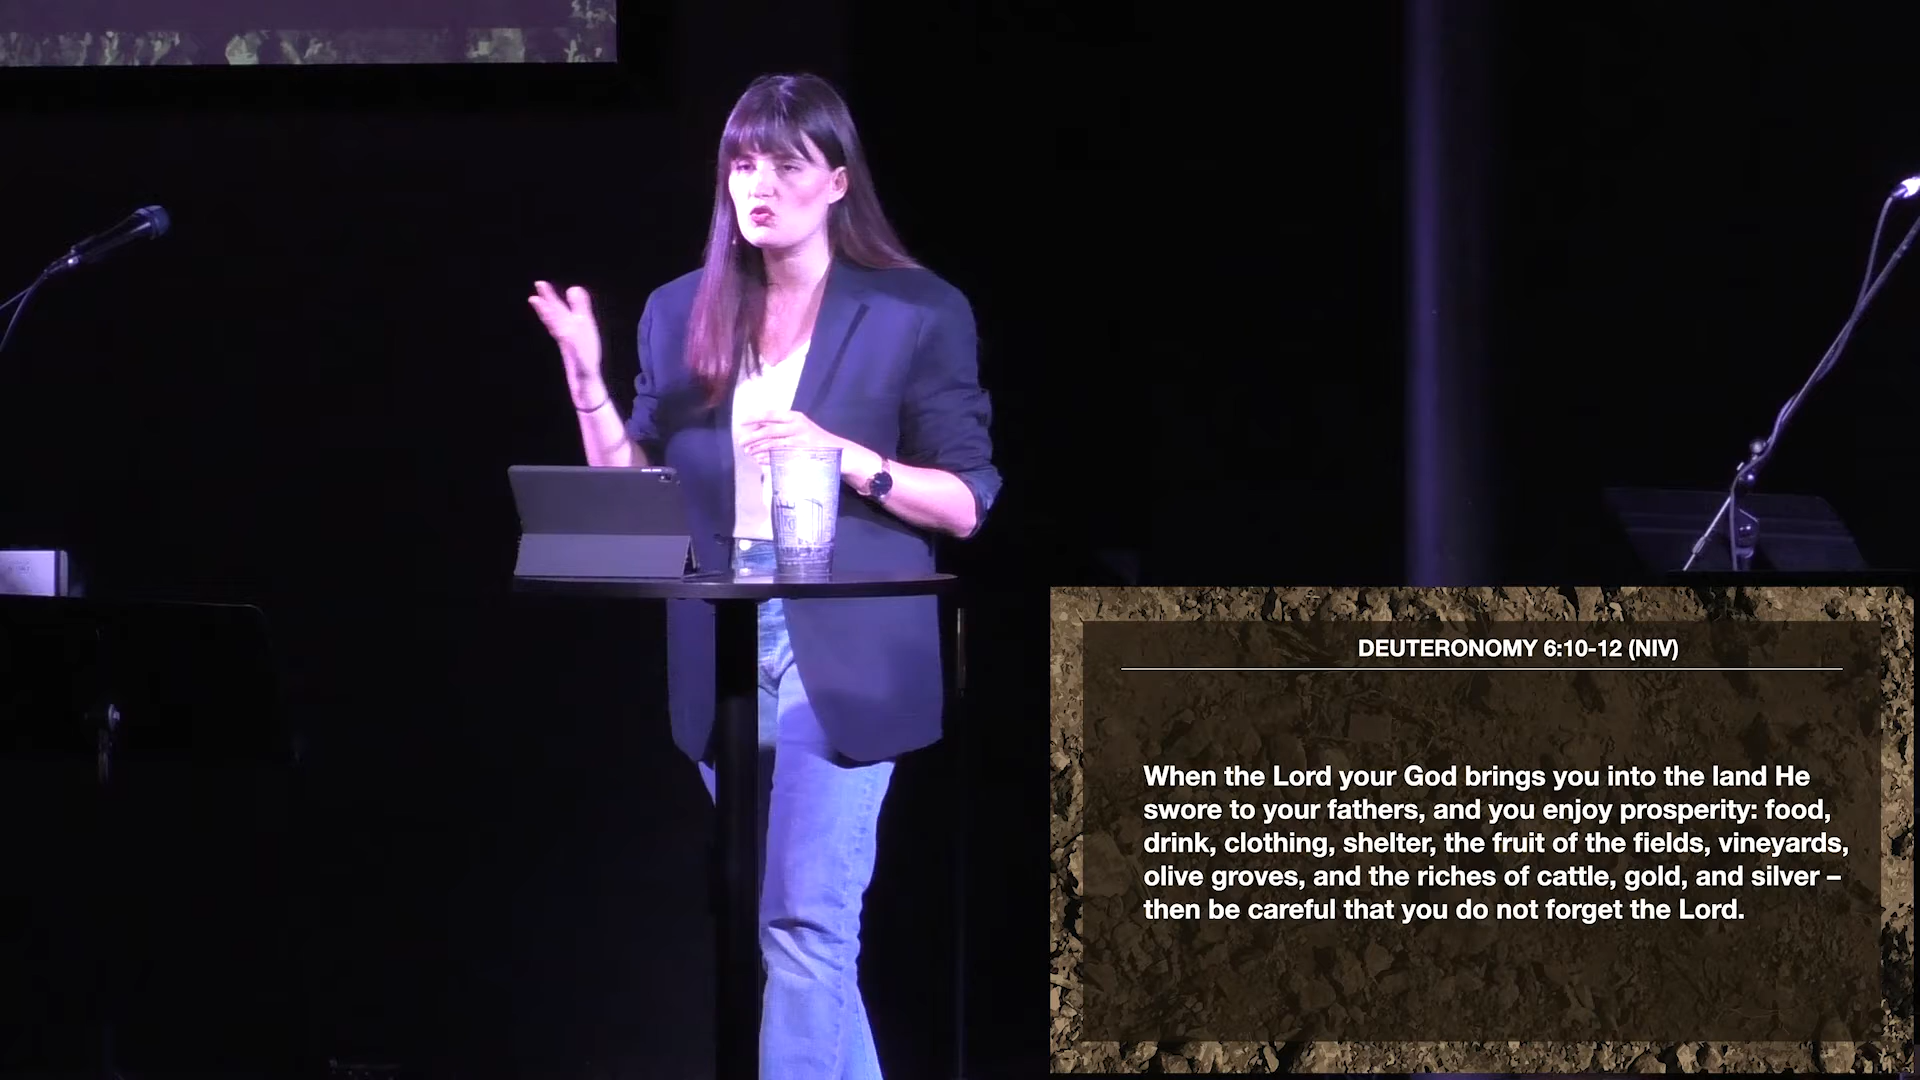 DEUTERONOMY 6:10-12 (NIV)
When the Lord your God brings you into the land He
swore to your fathers, and you enjoy prosperity: food,
drink, clothing, shelter, the fruit of the fields, vineyards,
olive groves, and the riches of cattle, gold, and silver –
then be careful that you do not forget the Lord.